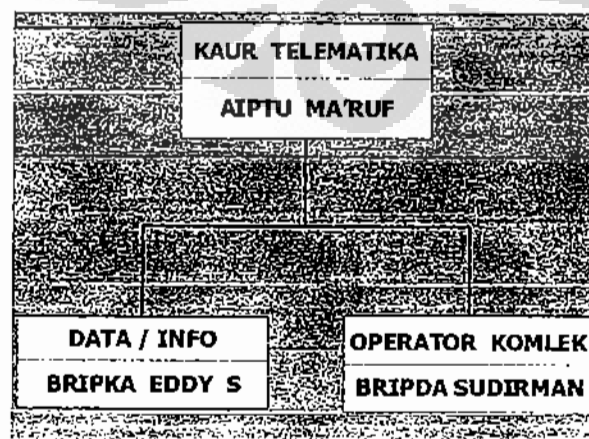 KAUR TELEMATIKA
AIPTU MA'RUF
DATA / INFO
BRIPKA EDDY S
OPERATOR KOMLEK
BRIPDA SUDIRMAN